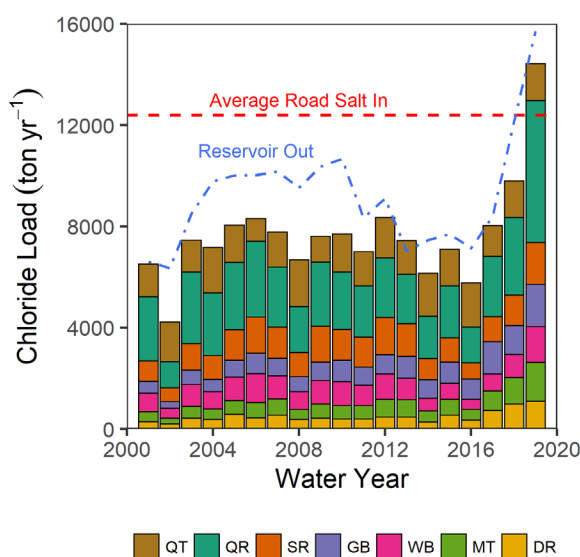 16000
12000
8000
4000
0
Chloride Load (ton yr⁻¹)
Average Road Salt In
Reservoir Out
2000 2004 2008 2012 2016 2020
Water Year
QT QR SR GB WB MT DR